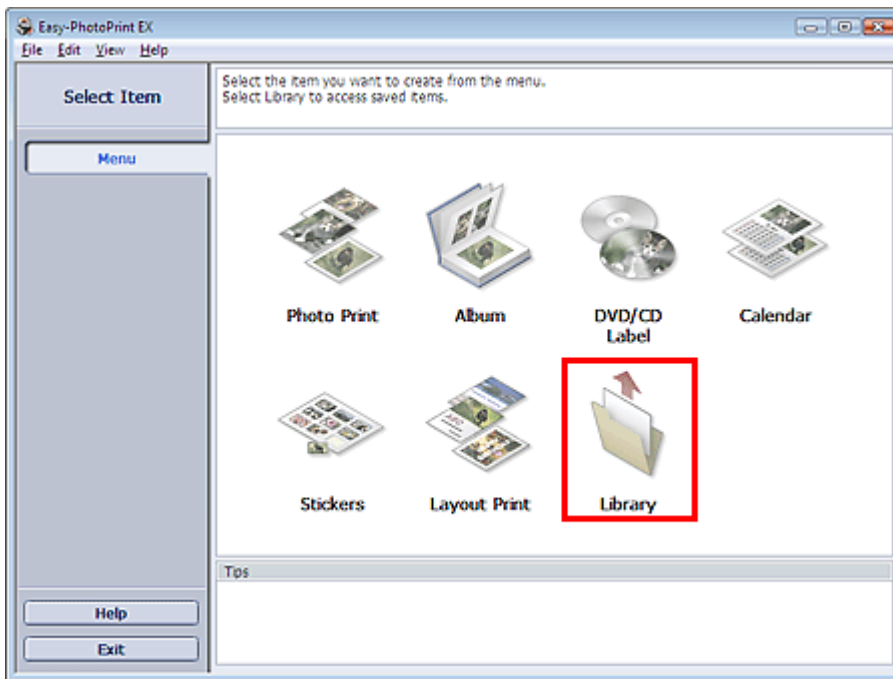 Easy-PhotoPrint EX
File Edit View Help
Select Item
Select the item you want to create from the menu.
Select Library to access saved items.
Menu
Photo Print
Album
DVD/CD
Label
Calendar
Stickers
Layout Print
Library
Tips
Help
Exit